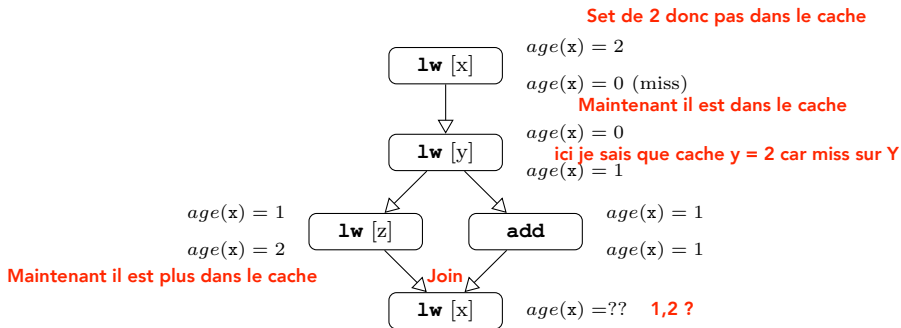 Set de 2 donc pas dans le cache
age(x) = 2
lw [x]
age(x) = 0 (miss)
Maintenant il est dans le cache
age(x) = 0
lw [y]
ici je sais que cache y = 2 car miss sur Y
age(x) = 1
age(x) = 1
age(x) = 1
lw [z]
add
age(x) = 2
age(x) = 1
Maintenant il est plus dans le cache
Join
lw [x]
age(x) =??
1,2 ?